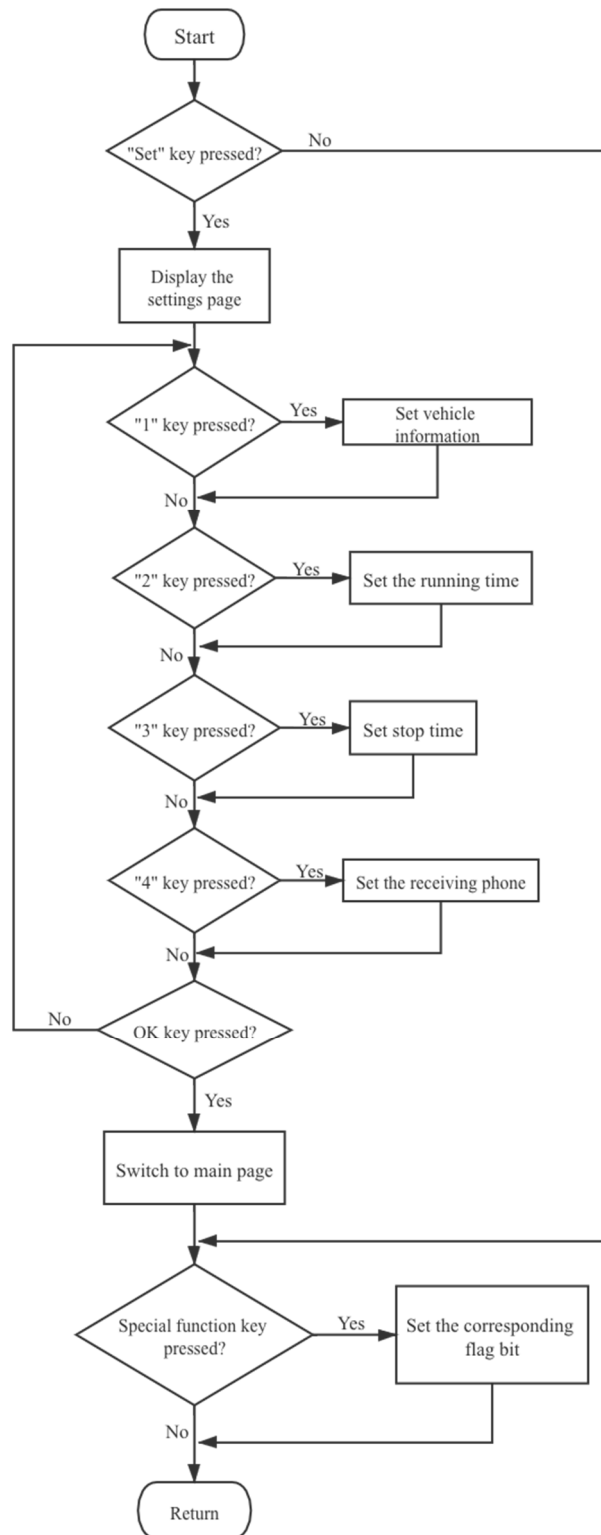 Start
"Set" key pressed?
No
Yes
Display the
settings page
"1" key pressed?
Yes
Set vehicle
information
No
"2" key pressed?
Yes
Set the running time
No
"3" key pressed?
Yes
Set stop time
No
"4" key pressed?
Yes
Set the receiving phone
No
OK key pressed?
No
Yes
Switch to main page
Special function key
pressed?
Yes
Set the corresponding
flag bit
No
Return